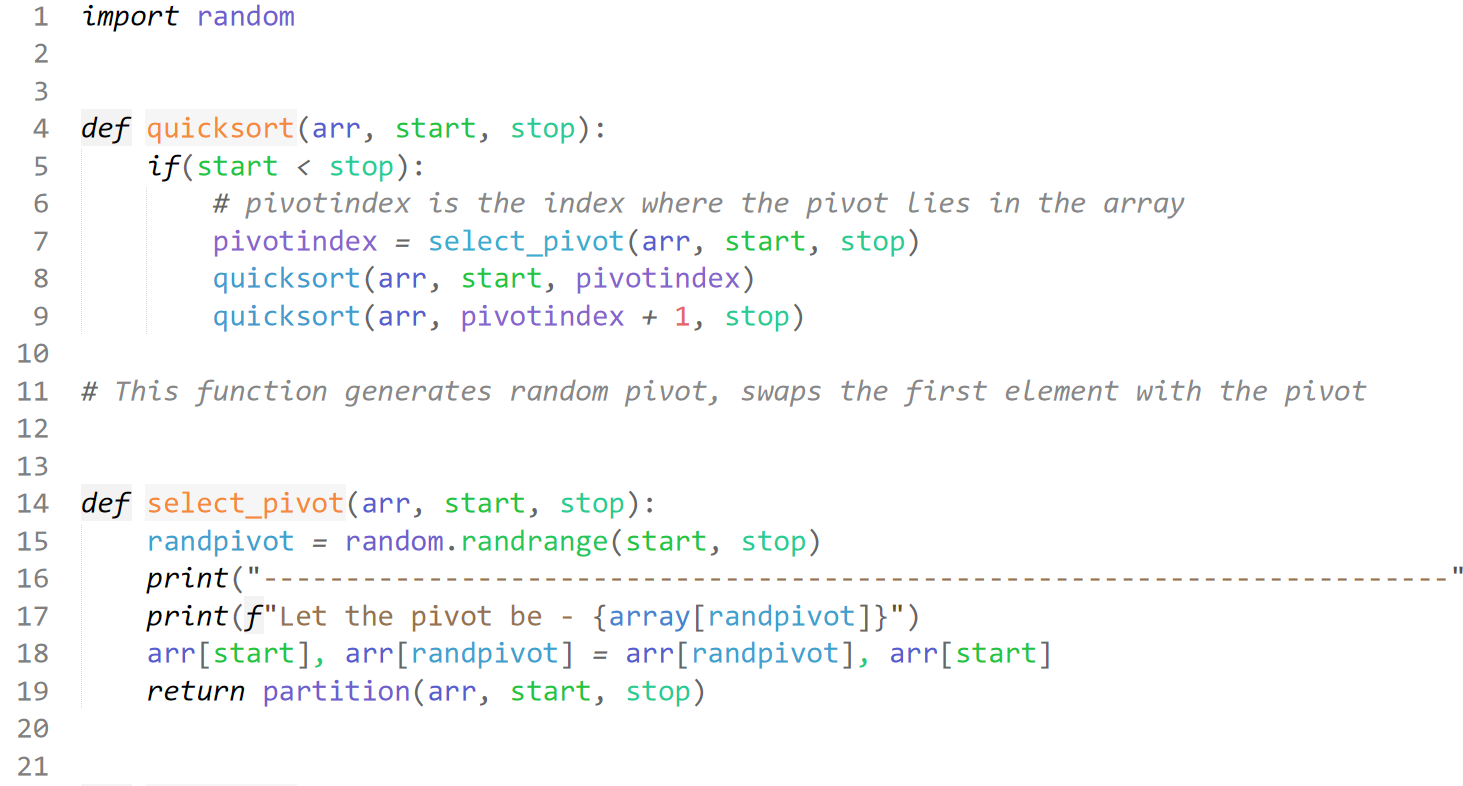 1 import random
2
3
4 def quicksort(arr, start, stop):
5 if(start < stop):
6 # pivotindex is the index where the pivot lies in the array
7 pivotindex = select_pivot(arr, start, stop)
8 quicksort(arr, start, pivotindex)
9 quicksort(arr, pivotindex + 1, stop)
10
11 # This function generates random pivot, swaps the first element with the pivot
12
13
14 def select_pivot(arr, start, stop):
15 randpivot = random.randrange(start, stop)
16 print("------------------------------------------------------------------------"
17 print(f"Let the pivot be - {array[randpivot]}")
18 arr[start], arr[randpivot] = arr[randpivot], arr[start]
19 return partition(arr, start, stop)
20
21